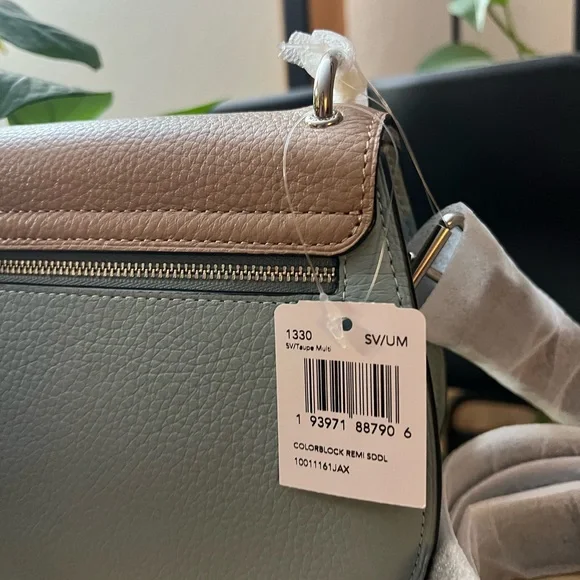 1330 SV/UM
SV/Taupe Multi
1 93971 88790 6
COLORBLOCK REMI SDDL
10011161JAX